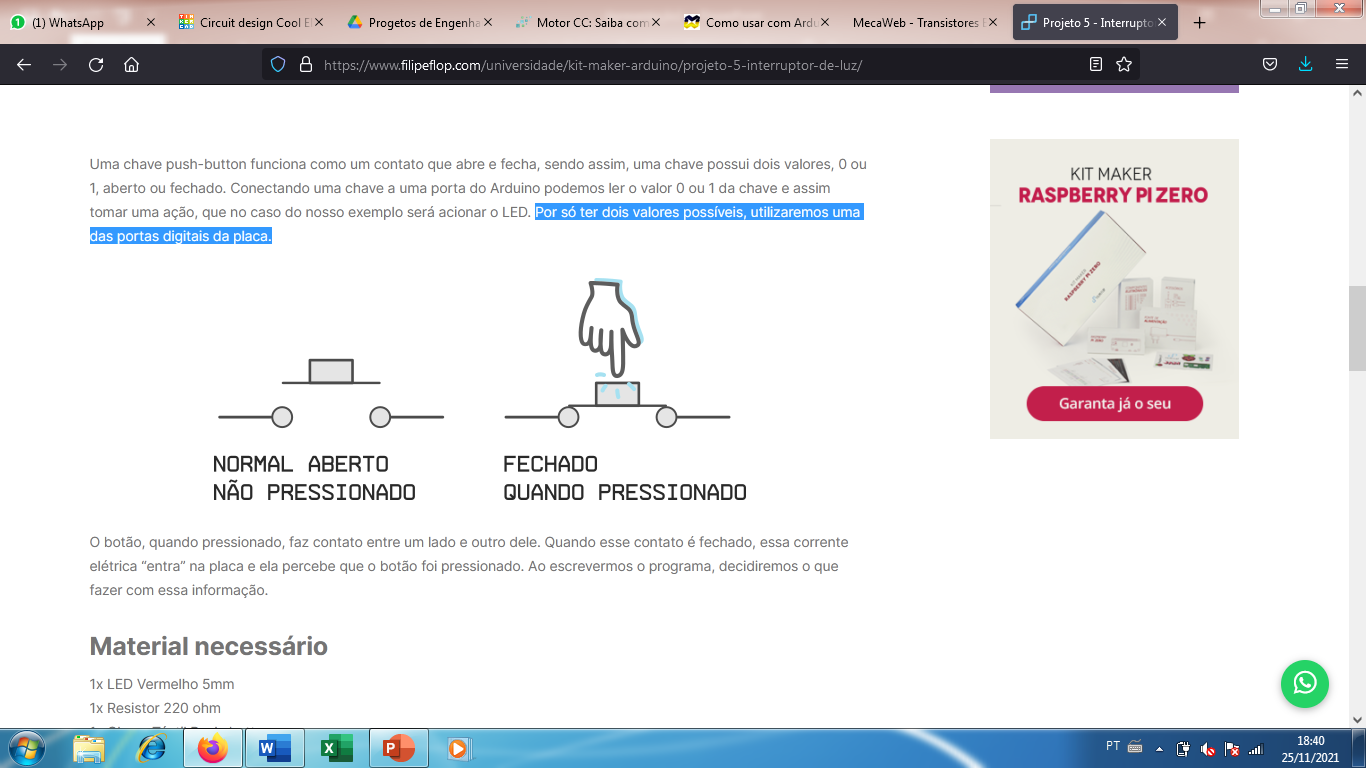 (1) WhatsApp
Circuit design Cool El
Progetos de Engenha
Motor CC: Saiba com
Como usar com Ardu
MecaWeb - Transistores E
Projeto 5 - Interrupto
https://www.filipeflop.com/universidade/kit-maker-arduino/projeto-5-interruptor-de-luz/
Uma chave push-button funciona como um contato que abre e fecha, sendo assim, uma chave possui dois valores, 0 ou
1, aberto ou fechado. Conectando uma chave a uma porta do Arduino podemos ler o valor 0 ou 1 da chave e assim
tomar uma ação, que no caso do nosso exemplo será acionar o LED. Por só ter dois valores possíveis, utilizaremos uma
das portas digitais da placa.
NORMAL ABERTO
NÃO PRESSIONADO
FECHADO
QUANDO PRESSIONADO
O botão, quando pressionado, faz contato entre um lado e outro dele. Quando esse contato é fechado, essa corrente
elétrica “entra” na placa e ela percebe que o botão foi pressionado. Ao escrevermos o programa, decidiremos o que
fazer com essa informação.
Material necessário
1x LED Vermelho 5mm
1x Resistor 220 ohm
KIT MAKER
RASPBERRY PI ZERO
Garanta já o seu
PT
18:40
25/11/2021